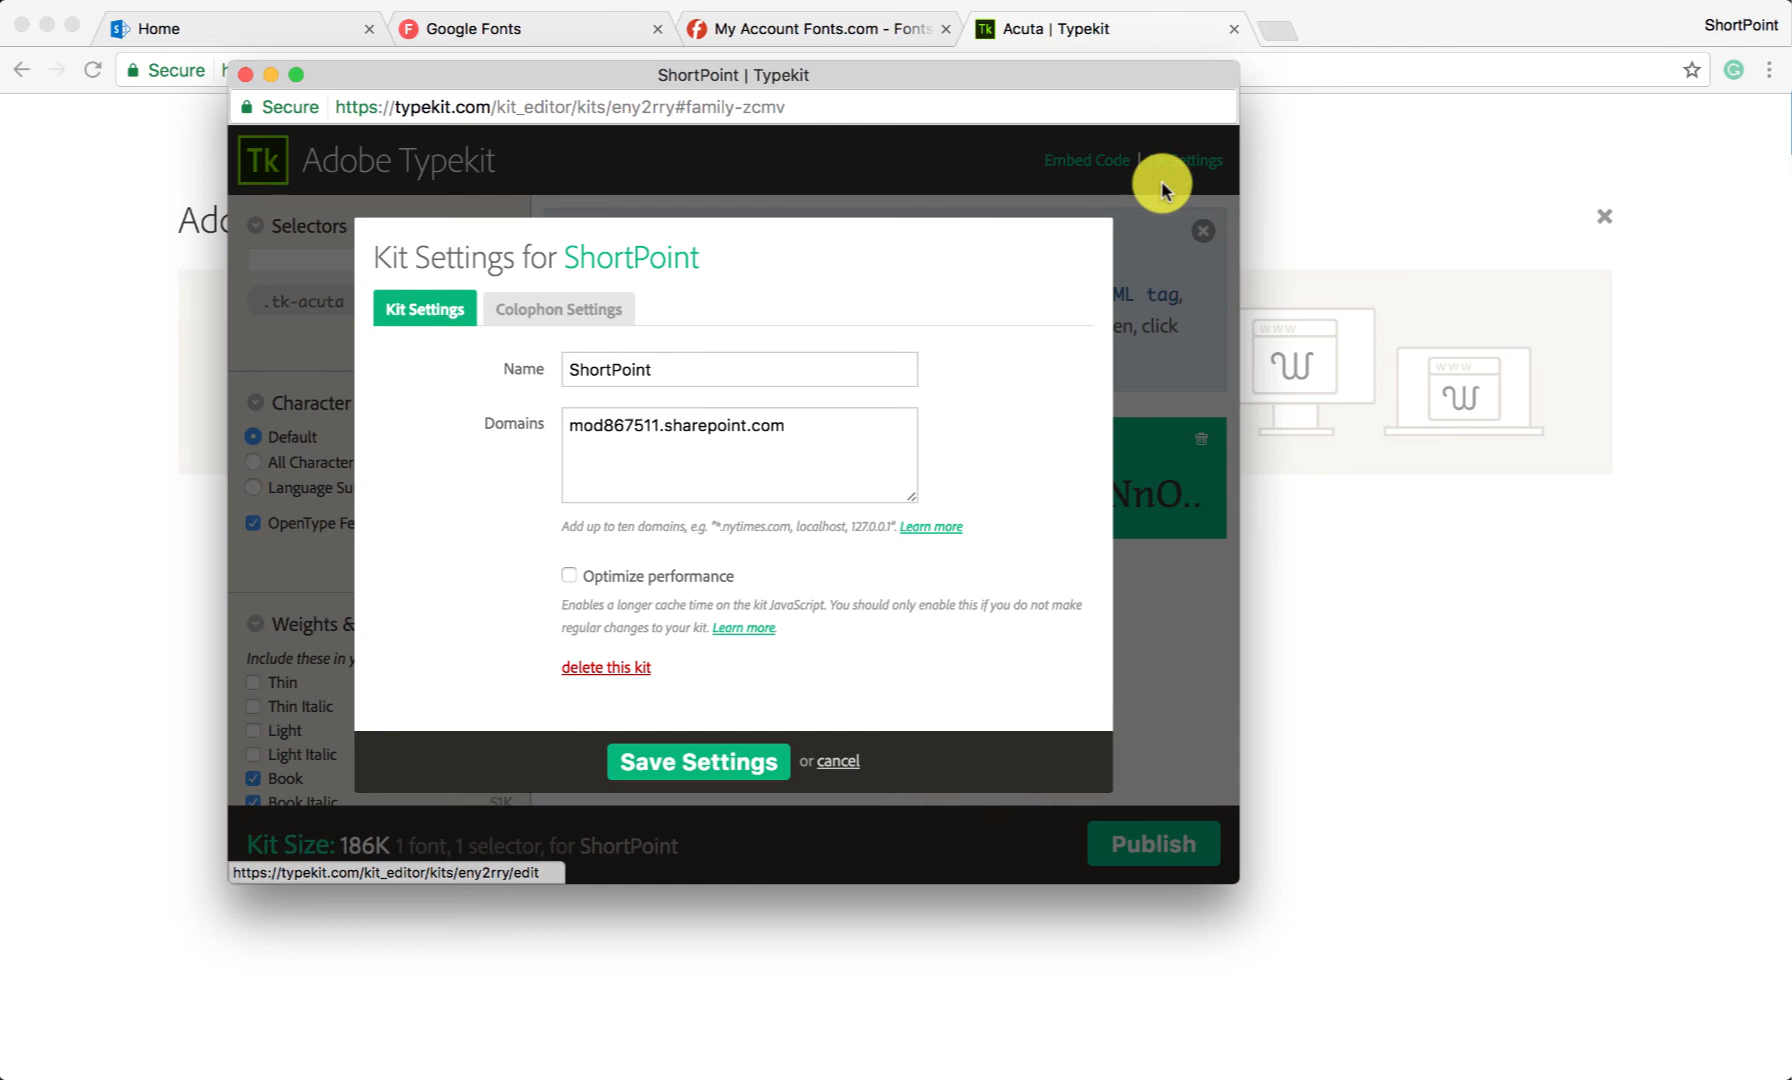 Home
Google Fonts
My Account Fonts.com - Fonts
Acuta | Typekit
ShortPoint
Secure
ShortPoint | Typekit
Secure https://typekit.com/kit_editor/kits/eny2rry#family-zcmv
Tk Adobe Typekit
Embed Code |
Selectors
.tk-acuta
Character
Default
All Character
Language Su
OpenType Fe
Weights &
Include these in y
Thin
Thin Italic
Light
Light Italic
Book
Book Italic 51K
Kit Settings for ShortPoint
Kit Settings
Colophon Settings
Name ShortPoint
Domains mod867511.sharepoint.com
Add up to ten domains, e.g. "*.nytimes.com, localhost, 127.0.0.1". Learn more
Optimize performance
Enables a longer cache time on the kit JavaScript. You should only enable this if you do not make
regular changes to your kit. Learn more.
delete this kit
Save Settings or cancel
ML tag,
en, click
NnO..
WWW
WWW
Kit Size: 186K 1 font, 1 selector, for ShortPoint
Publish
https://typekit.com/kit_editor/kits/eny2rry/edit